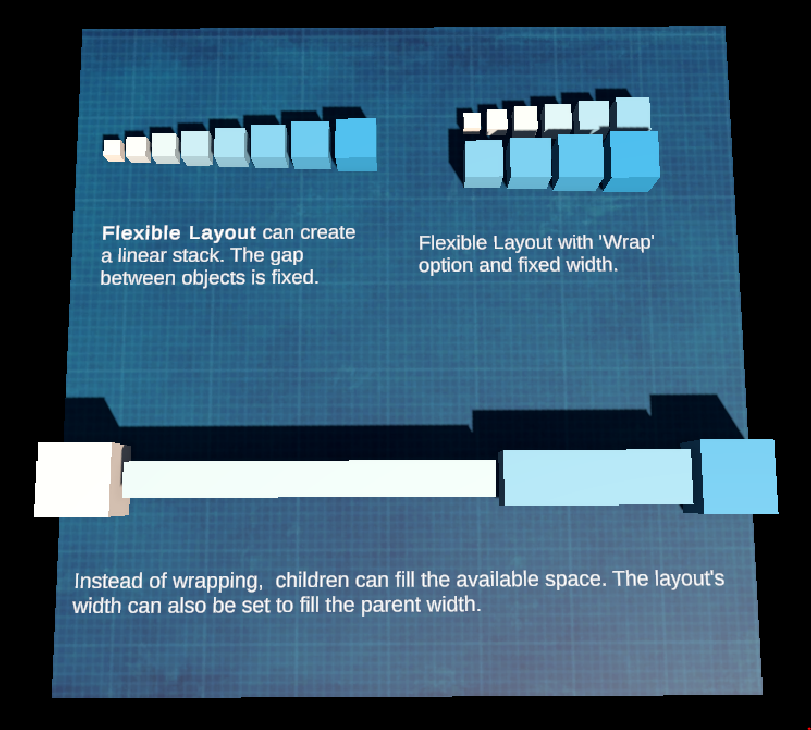 Flexible Layout can create
a linear stack. The gap
between objects is fixed.
Flexible Layout with 'Wrap'
option and fixed width.
Instead of wrapping,  children can fill the available space. The layout's
width can also be set to fill the parent width.